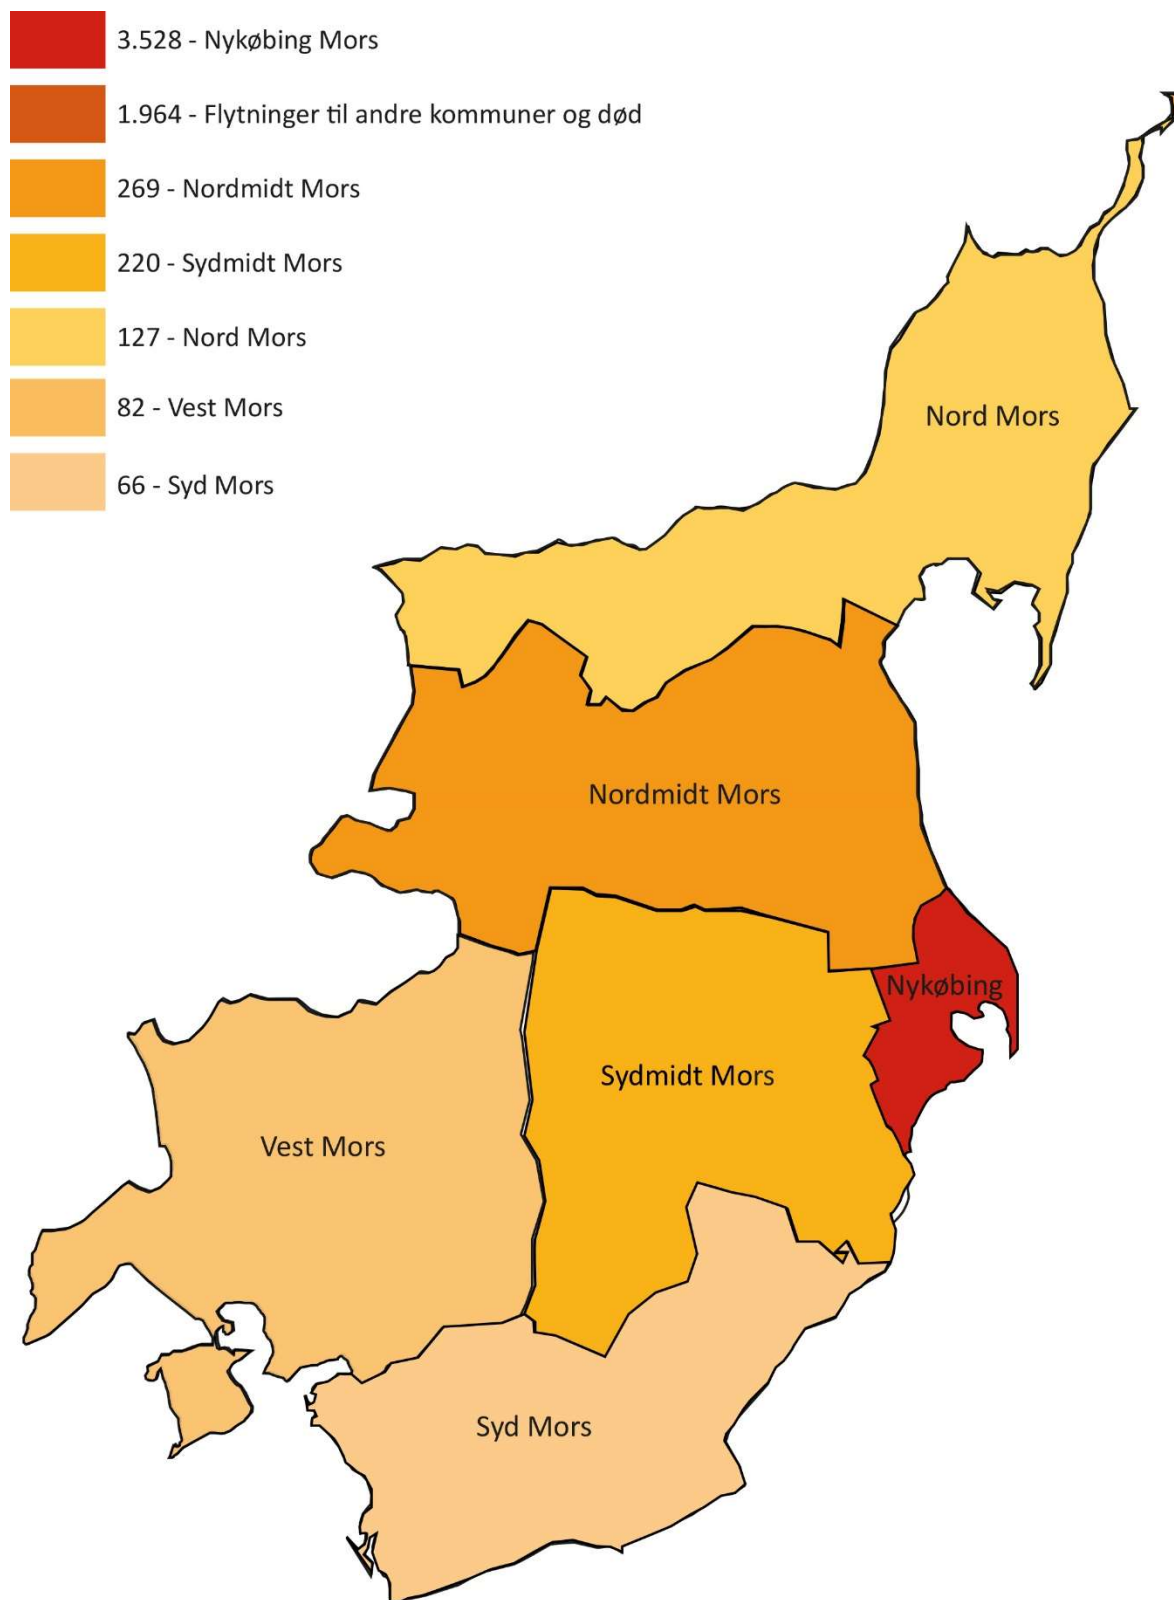 3.528 - Nykøbing Mors
1.964 - Flytninger til andre kommuner og død
269 - Nordmidt Mors
220 - Sydmidt Mors
127 - Nord Mors
82 - Vest Mors
66 - Syd Mors
Nord Mors
Nordmidt Mors
Nykøbing
Sydmidt Mors
Vest Mors
Syd Mors